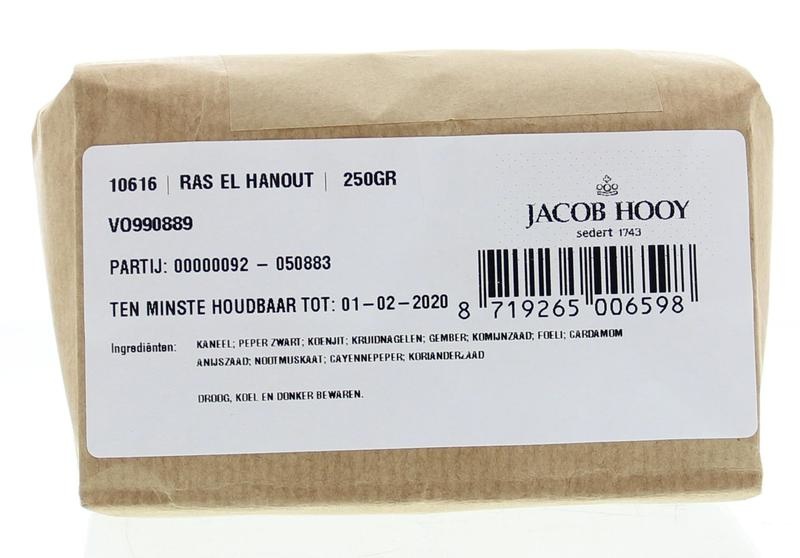 10616 | RAS EL HANOUT | 250GR
VO990889
PARTIJ: 00000092 - 050883
TEN MINSTE HOUDBAAR TOT: 01-02-2020
JACOB HOOY
sedert 1743
8 719265 006598
Ingrediënten: KANEEL; PEPER ZWART; KOENJIT; KRUIDNAGELEN; GEMBER; KOMIJNZAAD; FOELI; CARDAMOM
ANIJSZAAD; NOOTMUSKAAT; CAYENNEPEPER; KORIANDERZAAD
DROOG, KOEL EN DONKER BEWAREN.